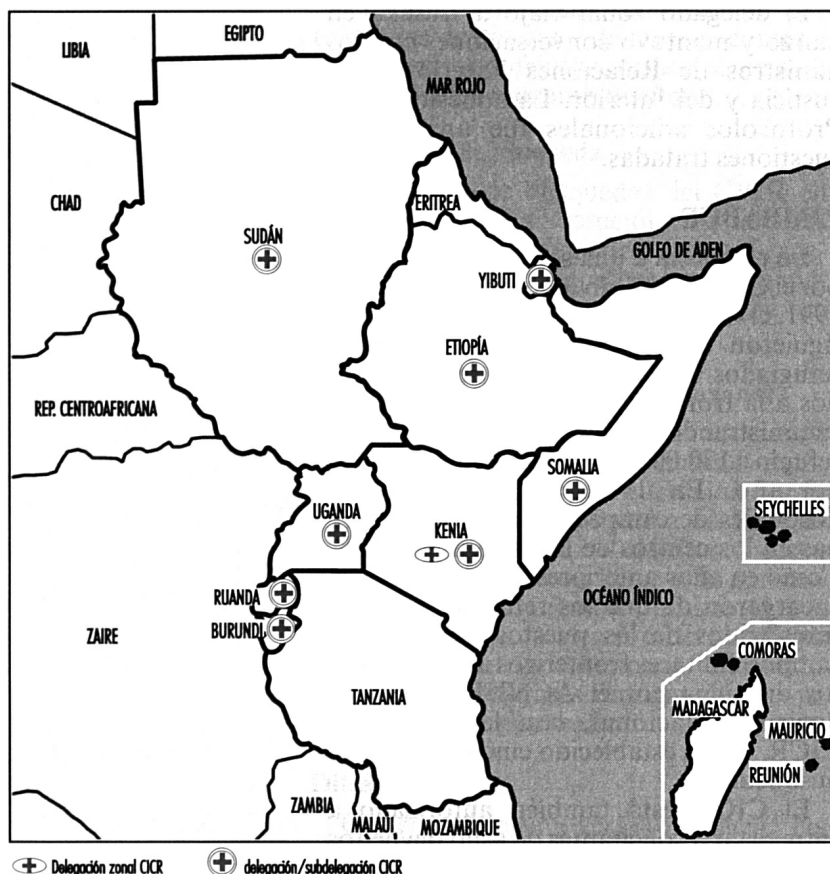 EGIPTO
LIBIA
MAR ROJO
CHAD
ERITREA
SUDÁN
GOLFO DE ADEN
YIBUTI
ETIOPÍA
REP. CENTROAFRICANA
SOMALIA
SEYCHELLES
UGANDA
KENIA
RUANDA
OCÉANO ÍNDICO
BURUNDI
ZAIRE
COMORAS
TANZANIA
MADAGASCAR
MAURICIO
REUNIÓN
ZAMBIA
MALAUI
MOZAMBIQUE
Delegación zonal CICR
delegación/subdelegación CICR